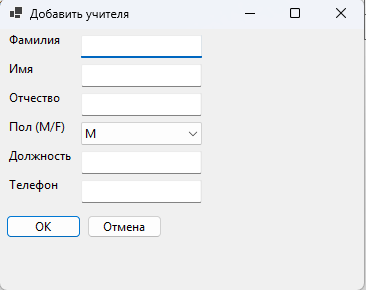 Добавить учителя
Фамилия
Имя
Отчество
Пол (M/F)
M
Должность
Телефон
OK
Отмена